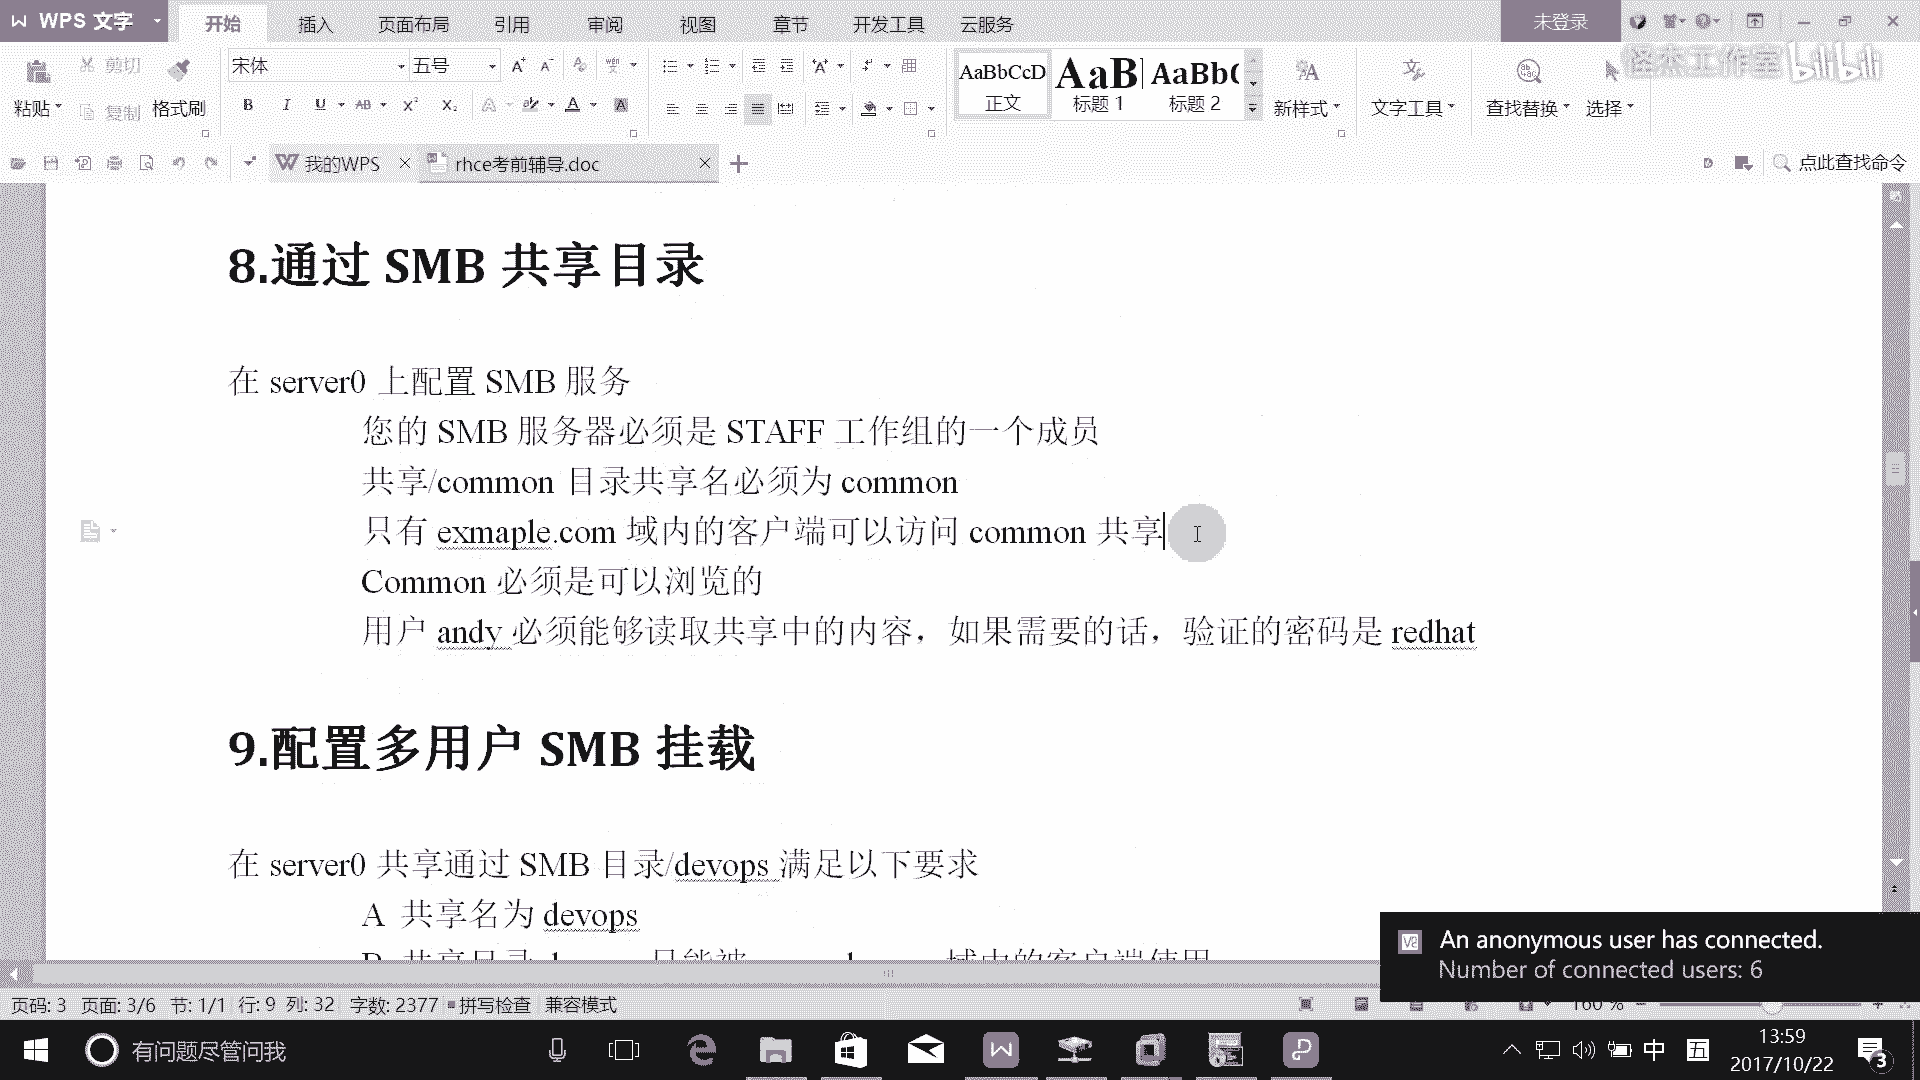 WPS 文字
开始 插入 页面布局 引用 审阅 视图 章节 开发工具 云服务
未登录
怪杰工作室 bilibili
剪切
宋体 五号
AaBbCcD AaB AaBb(
粘贴 复制 格式刷
正文 标题 1 标题 2
新样式 文字工具 查找替换 选择
我的WPS rhce考前辅导.doc
点此查找命令
8.通过 SMB 共享目录
在 server0 上配置 SMB 服务
您的 SMB 服务器必须是 STAFF 工作组的一个成员
共享/common 目录共享名必须为 common
只有 exmaple.com 域内的客户端可以访问 common 共享
Common 必须是可以浏览的
用户 andy 必须能够读取共享中的内容，如果需要的话，验证的密码是 redhat
9.配置多用户 SMB 挂载
在 server0 共享通过 SMB 目录/devops 满足以下要求
A 共享名为 devops
An anonymous user has connected.
Number of connected users: 6
页码: 3 页面: 3/6 节: 1/1 行: 9 列: 32 字数: 2377 拼写检查 兼容模式
160 %
有问题尽管问我
中 五
13:59
2017/10/22
3